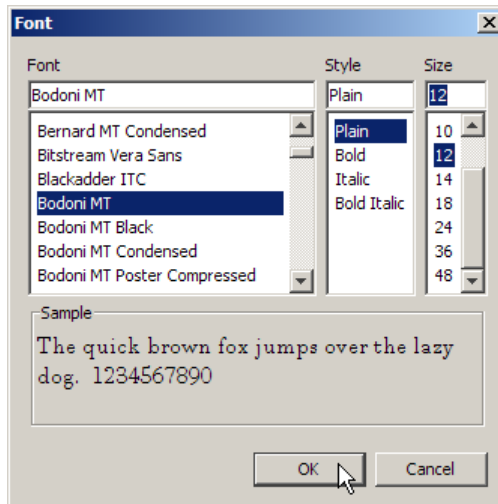 Font
Font Style Size
Bodoni MT Plain 12
Bernard MT Condensed Plain 10
Bitstream Vera Sans Bold 12
Blackadder ITC Italic 14
Bodoni MT Bold Italic 18
Bodoni MT Black 24
Bodoni MT Condensed 36
Bodoni MT Poster Compressed 48
Sample
The quick brown fox jumps over the lazy
dog. 1234567890
OK Cancel